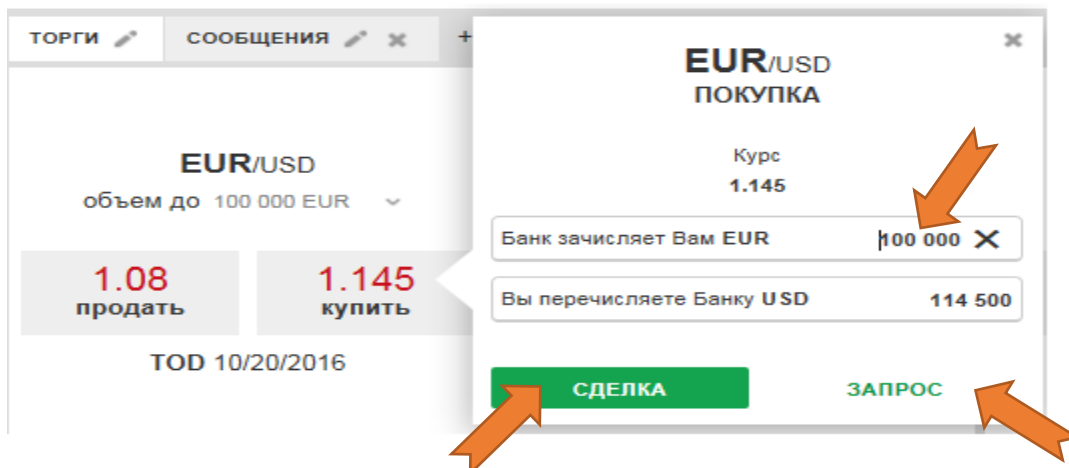 ТОРГИ СООБЩЕНИЯ +
EUR/USD
объем до 100 000 EUR
1.08 1.145
продать купить
TOD 10/20/2016
EUR/USD
ПОКУПКА
Курс
1.145
Банк зачисляет Вам EUR 100 000
Вы перечисляете Банку USD 114 500
СДЕЛКА ЗАПРОС